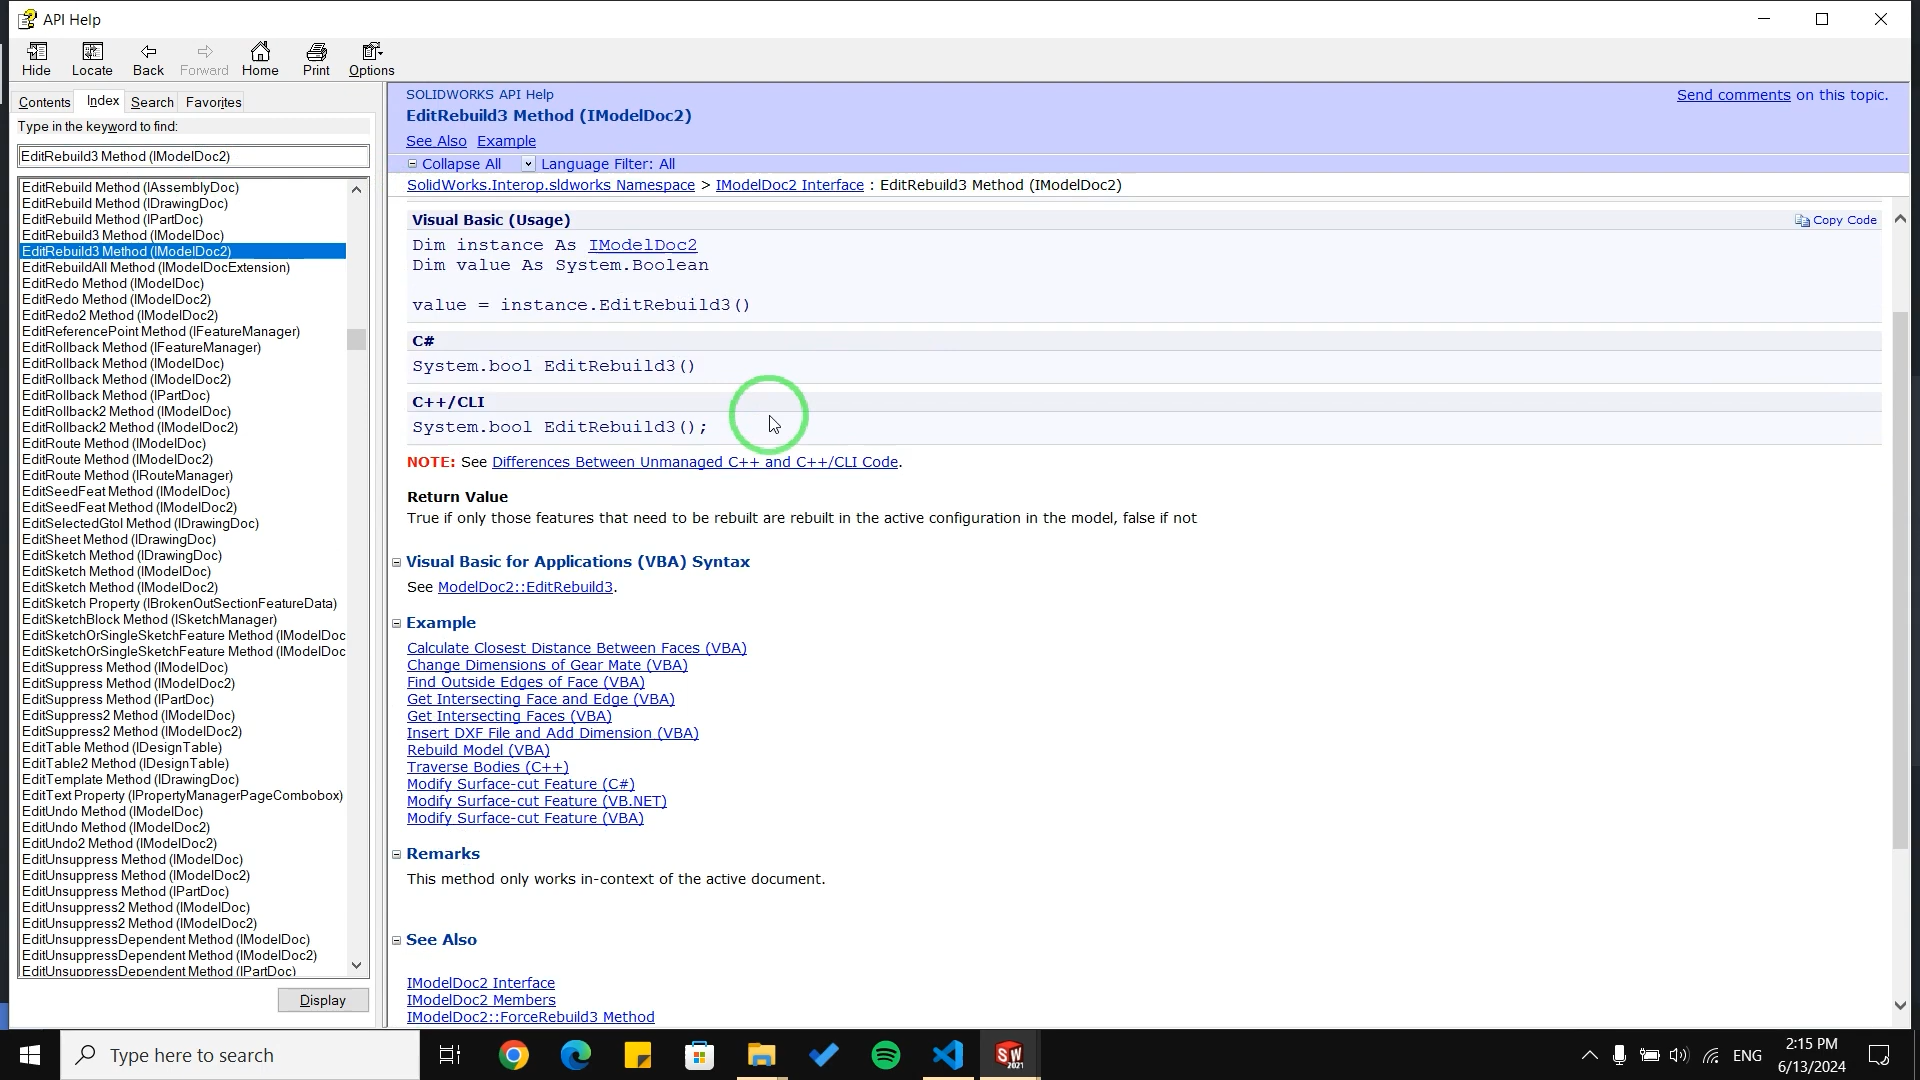 API Help
Hide Locate Back Forward Home Print Options
Contents Index Search Favorites
Type in the keyword to find:
EditRebuild3 Method (IModelDoc2)
EditRebuild Method (IAssemblyDoc)
EditRebuild Method (IDrawingDoc)
EditRebuild Method (IPartDoc)
EditRebuild3 Method (IModelDoc)
EditRebuild3 Method (IModelDoc2)
EditRebuildAll Method (IModelDocExtension)
EditRedo Method (IModelDoc)
EditRedo Method (IModelDoc2)
EditRedo2 Method (IModelDoc2)
EditReferencePoint Method (IFeatureManager)
EditRollback Method (IFeatureManager)
EditRollback Method (IModelDoc)
EditRollback Method (IModelDoc2)
EditRollback Method (IPartDoc)
EditRollback2 Method (IModelDoc)
EditRollback2 Method (IModelDoc2)
EditRoute Method (IModelDoc)
EditRoute Method (IModelDoc2)
EditRoute Method (IRouteManager)
EditSeedFeat Method (IModelDoc)
EditSeedFeat Method (IModelDoc2)
EditSelectedGtol Method (IDrawingDoc)
EditSheet Method (IDrawingDoc)
EditSketch Method (IDrawingDoc)
EditSketch Method (IModelDoc)
EditSketch Method (IModelDoc2)
EditSketch Property (IBrokenOutSectionFeatureData)
EditSketchBlock Method (ISketchManager)
EditSketchOrSingleSketchFeature Method (IModelDoc
EditSketchOrSingleSketchFeature Method (IModelDoc
EditSuppress Method (IModelDoc)
EditSuppress Method (IModelDoc2)
EditSuppress Method (IPartDoc)
EditSuppress2 Method (IModelDoc)
EditSuppress2 Method (IModelDoc2)
EditTable Method (IDesignTable)
EditTable2 Method (IDesignTable)
EditTemplate Method (IDrawingDoc)
EditText Property (IPropertyManagerPageCombobox)
EditUndo Method (IModelDoc)
EditUndo Method (IModelDoc2)
EditUndo2 Method (IModelDoc2)
EditUnsuppress Method (IModelDoc)
EditUnsuppress Method (IModelDoc2)
EditUnsuppress Method (IPartDoc)
EditUnsuppress2 Method (IModelDoc)
EditUnsuppress2 Method (IModelDoc2)
EditUnsuppressDependent Method (IModelDoc)
EditUnsuppressDependent Method (IModelDoc2)
EditUnsuppressDependent Method (IPartDoc)
Display
SOLIDWORKS API Help
Send comments on this topic.
EditRebuild3 Method (IModelDoc2)
See Also Example
Collapse All Language Filter: All
SolidWorks.Interop.sldworks Namespace > IModelDoc2 Interface : EditRebuild3 Method (IModelDoc2)
Visual Basic (Usage) Copy Code
Dim instance As IModelDoc2
Dim value As System.Boolean
value = instance.EditRebuild3()
C#
System.bool EditRebuild3()
C++/CLI
System.bool EditRebuild3();
NOTE: See Differences Between Unmanaged C++ and C++/CLI Code.
Return Value
True if only those features that need to be rebuilt are rebuilt in the active configuration in the model, false if not
Visual Basic for Applications (VBA) Syntax
See ModelDoc2::EditRebuild3.
Example
Calculate Closest Distance Between Faces (VBA)
Change Dimensions of Gear Mate (VBA)
Find Outside Edges of Face (VBA)
Get Intersecting Face and Edge (VBA)
Get Intersecting Faces (VBA)
Insert DXF File and Add Dimension (VBA)
Rebuild Model (VBA)
Traverse Bodies (C++)
Modify Surface-cut Feature (C#)
Modify Surface-cut Feature (VB.NET)
Modify Surface-cut Feature (VBA)
Remarks
This method only works in-context of the active document.
See Also
IModelDoc2 Interface
IModelDoc2 Members
IModelDoc2::ForceRebuild3 Method
Type here to search
SW
2021
ENG
2:15 PM
6/13/2024